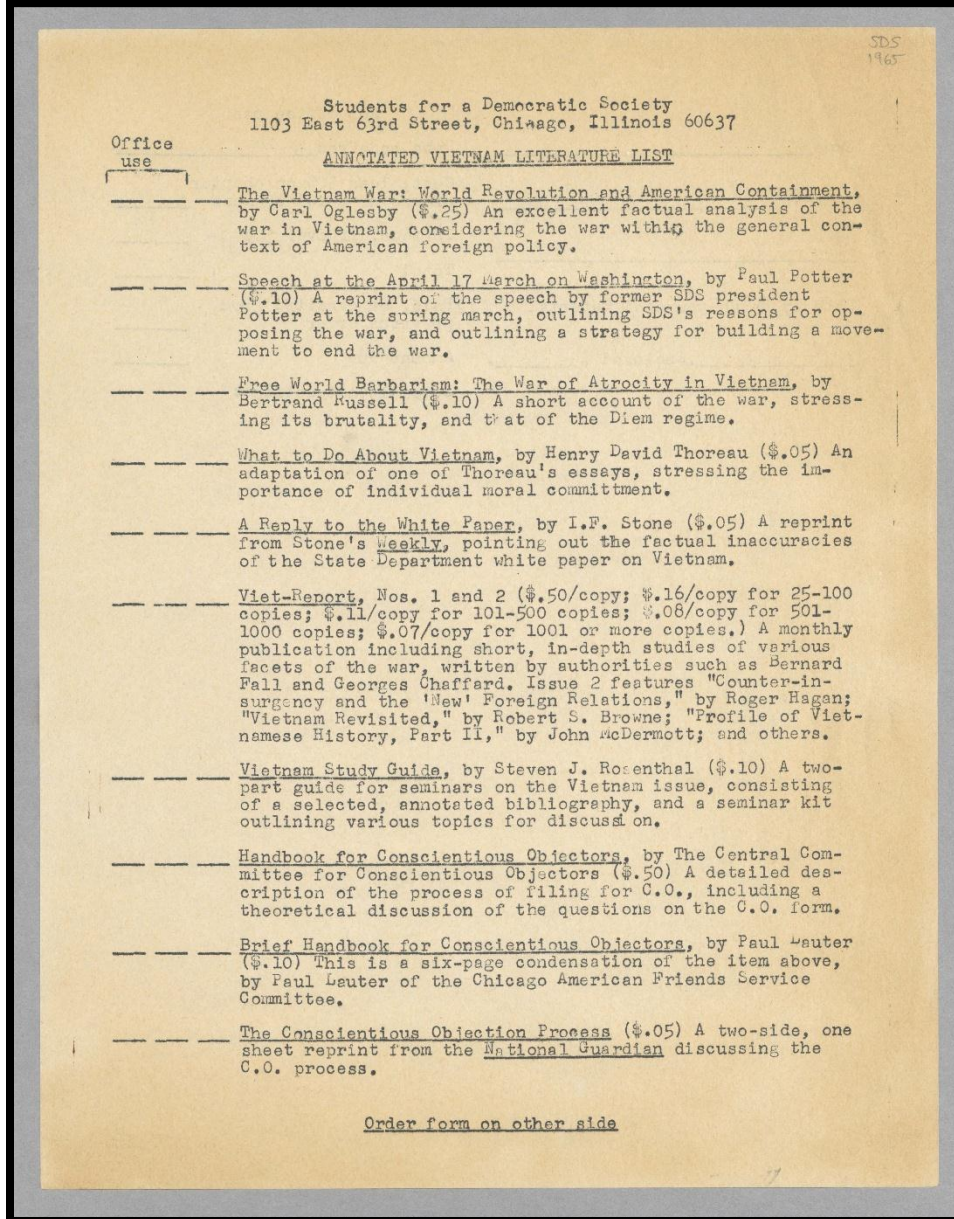 SDS
1965
Students for a Democratic Society
1103 East 63rd Street, Chicago, Illinois 60637
Office
use
ANNOTATED VIETNAM LITERATURE LIST
The Vietnam War: World Revolution and American Containment,
by Carl Oglesby ($.25) An excellent factual analysis of the
war in Vietnam, considering the war within the general con-
text of American foreign policy.
Speech at the April 17 March on Washington, by Paul Potter
($.10) A reprint of the speech by former SDS president
Potter at the spring march, outlining SDS's reasons for op-
posing the war, and outlining a strategy for building a move-
ment to end the war.
Free World Barbarism: The War of Atrocity in Vietnam, by
Bertrand Russell ($.10) A short account of the war, stress-
ing its brutality, and that of the Diem regime.
What to Do About Vietnam, by Henry David Thoreau ($.05) An
adaptation of one of Thoreau's essays, stressing the im-
portance of individual moral committment.
A Reply to the White Paper, by I.F. Stone ($.05) A reprint
from Stone's Weekly, pointing out the factual inaccuracies
of the State Department white paper on Vietnam.
Viet-Report, Nos. 1 and 2 ($.50/copy; $.16/copy for 25-100
copies; $.11/copy for 101-500 copies; $.08/copy for 501-
1000 copies; $.07/copy for 1001 or more copies.) A monthly
publication including short, in-depth studies of various
facets of the war, written by authorities such as Bernard
Fall and Georges Chaffard. Issue 2 features "Counter-in-
surgency and the 'New' Foreign Relations," by Roger Hagan;
"Vietnam Revisited," by Robert S. Browne; "Profile of Viet-
namese History, Part II," by John McDermott; and others.
Vietnam Study Guide, by Steven J. Rosenthal ($.10) A two-
part guide for seminars on the Vietnam issue, consisting
of a selected, annotated bibliography, and a seminar kit
outlining various topics for discussion.
Handbook for Conscientious Objectors, by The Central Com-
mittee for Conscientious Objectors ($.50) A detailed des-
cription of the process of filing for C.O., including a
theoretical discussion of the questions on the C.O. form.
Brief Handbook for Conscientious Objectors, by Paul Lauter
($.10) This is a six-page condensation of the item above,
by Paul Lauter of the Chicago American Friends Service
Committee.
The Conscientious Objection Process ($.05) A two-side, one
sheet reprint from the National Guardian discussing the
C.O. process.
Order form on other side